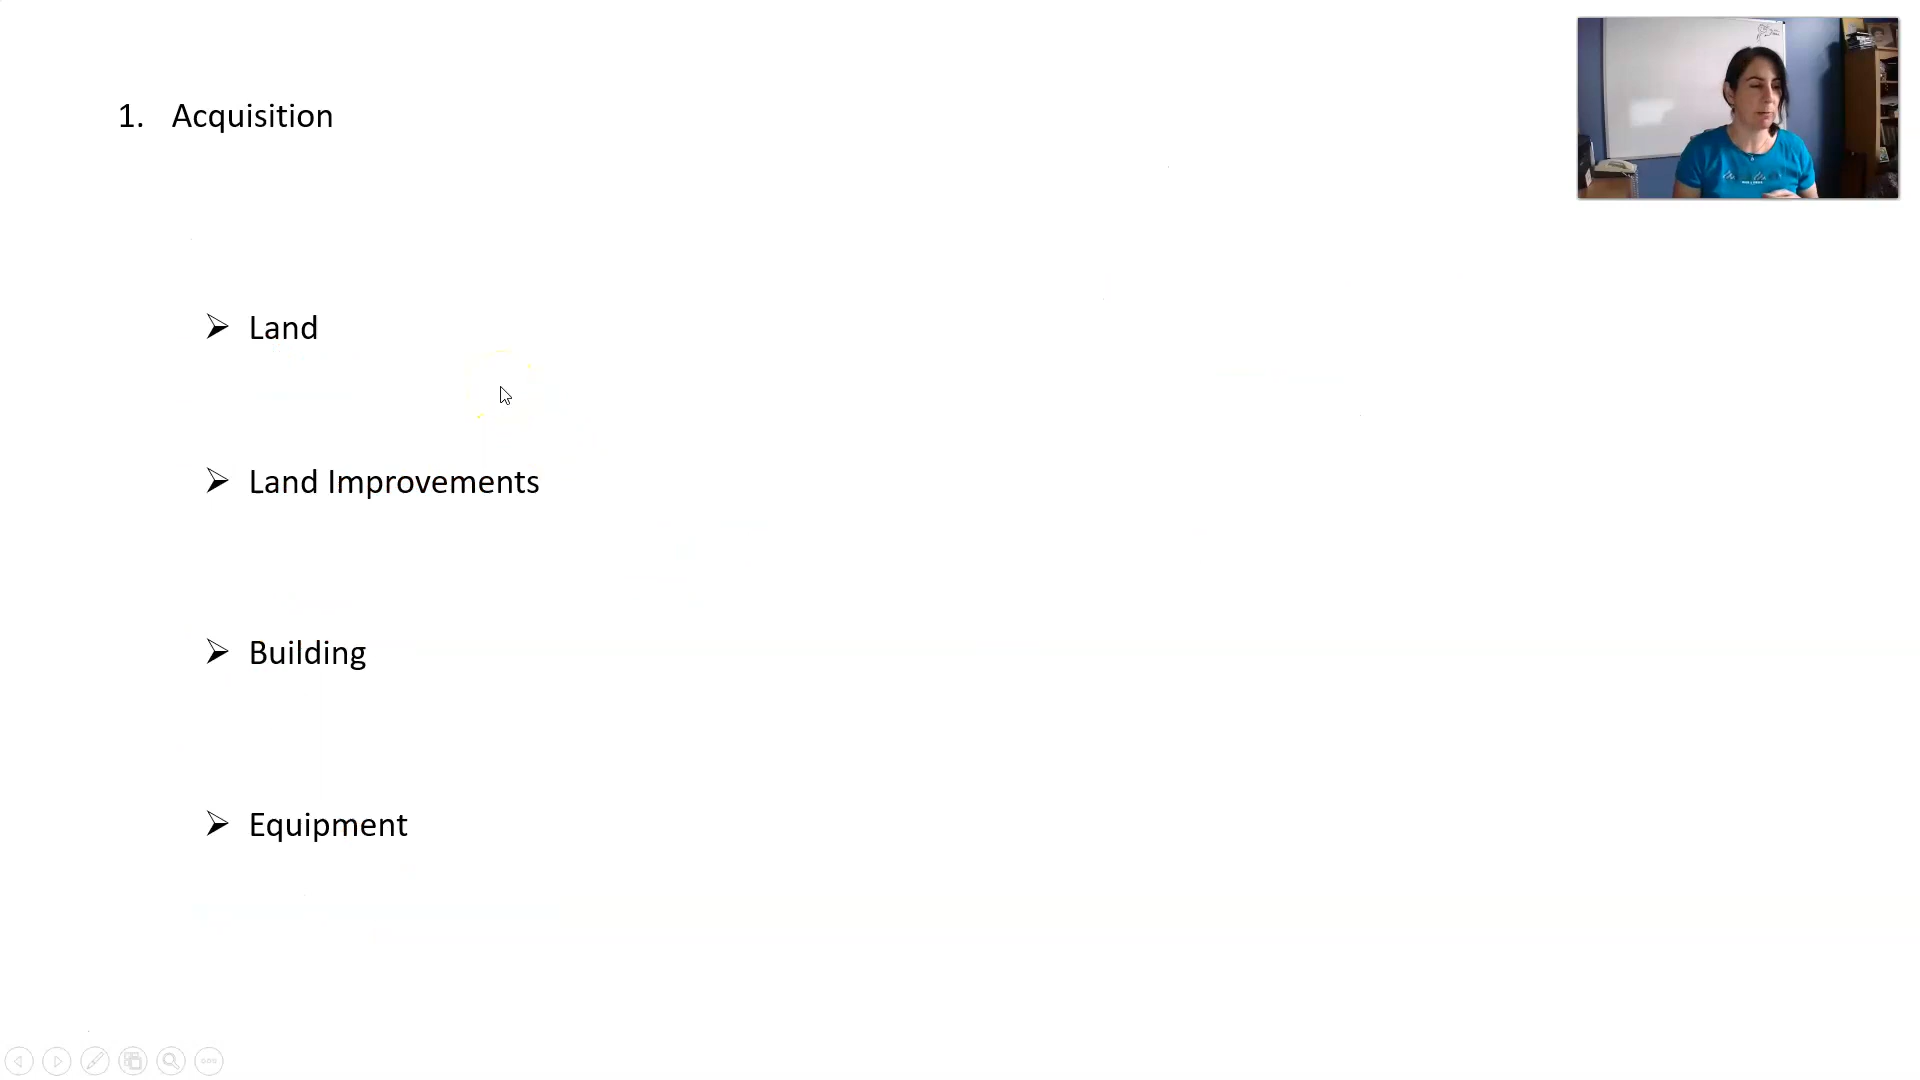 1. Acquisition
➢ Land
➢ Land Improvements
➢ Building
➢ Equipment